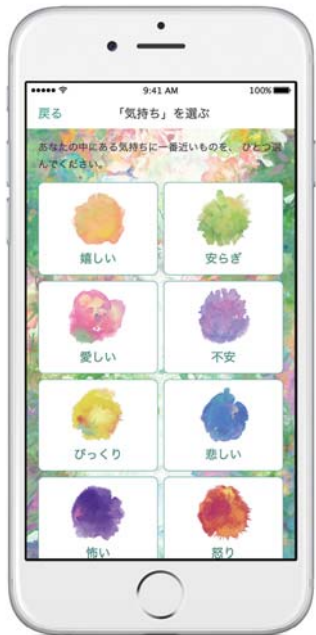 9:41 AM
100%
戻る
「気持ち」を選ぶ
あなたの中にある気持ちに一番近いものを、ひとつ選
んでください。
嬉しい
安らぎ
愛しい
不安
びっくり
悲しい
怖い
怒り